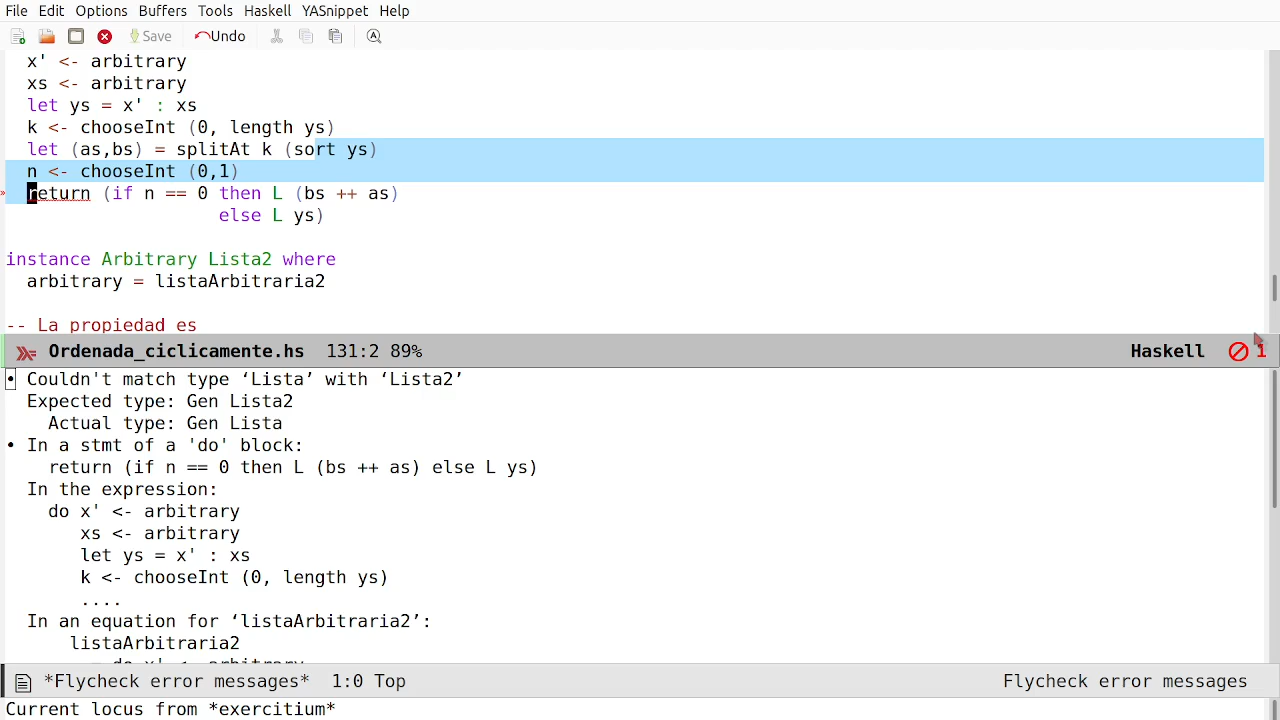 File Edit Options Buffers Tools Haskell YASnippet Help
Save Undo
x' <- arbitrary
xs <- arbitrary
let ys = x' : xs
k <- chooseInt (0, length ys)
let (as,bs) = splitAt k (sort ys)
n <- chooseInt (0,1)
return (if n == 0 then L (bs ++ as)
else L ys)
instance Arbitrary Lista2 where
arbitrary = listaArbitraria2
-- La propiedad es
Ordenada_ciclicamente.hs 131:2 89% Haskell 1
• Couldn't match type ‘Lista’ with ‘Lista2’
Expected type: Gen Lista2
Actual type: Gen Lista
• In a stmt of a 'do' block:
return (if n == 0 then L (bs ++ as) else L ys)
In the expression:
do x' <- arbitrary
xs <- arbitrary
let ys = x' : xs
k <- chooseInt (0, length ys)
....
In an equation for ‘listaArbitraria2’:
listaArbitraria2
= do x' <- arbitrary
*Flycheck error messages* 1:0 Top Flycheck error messages
Current locus from *exercitium*